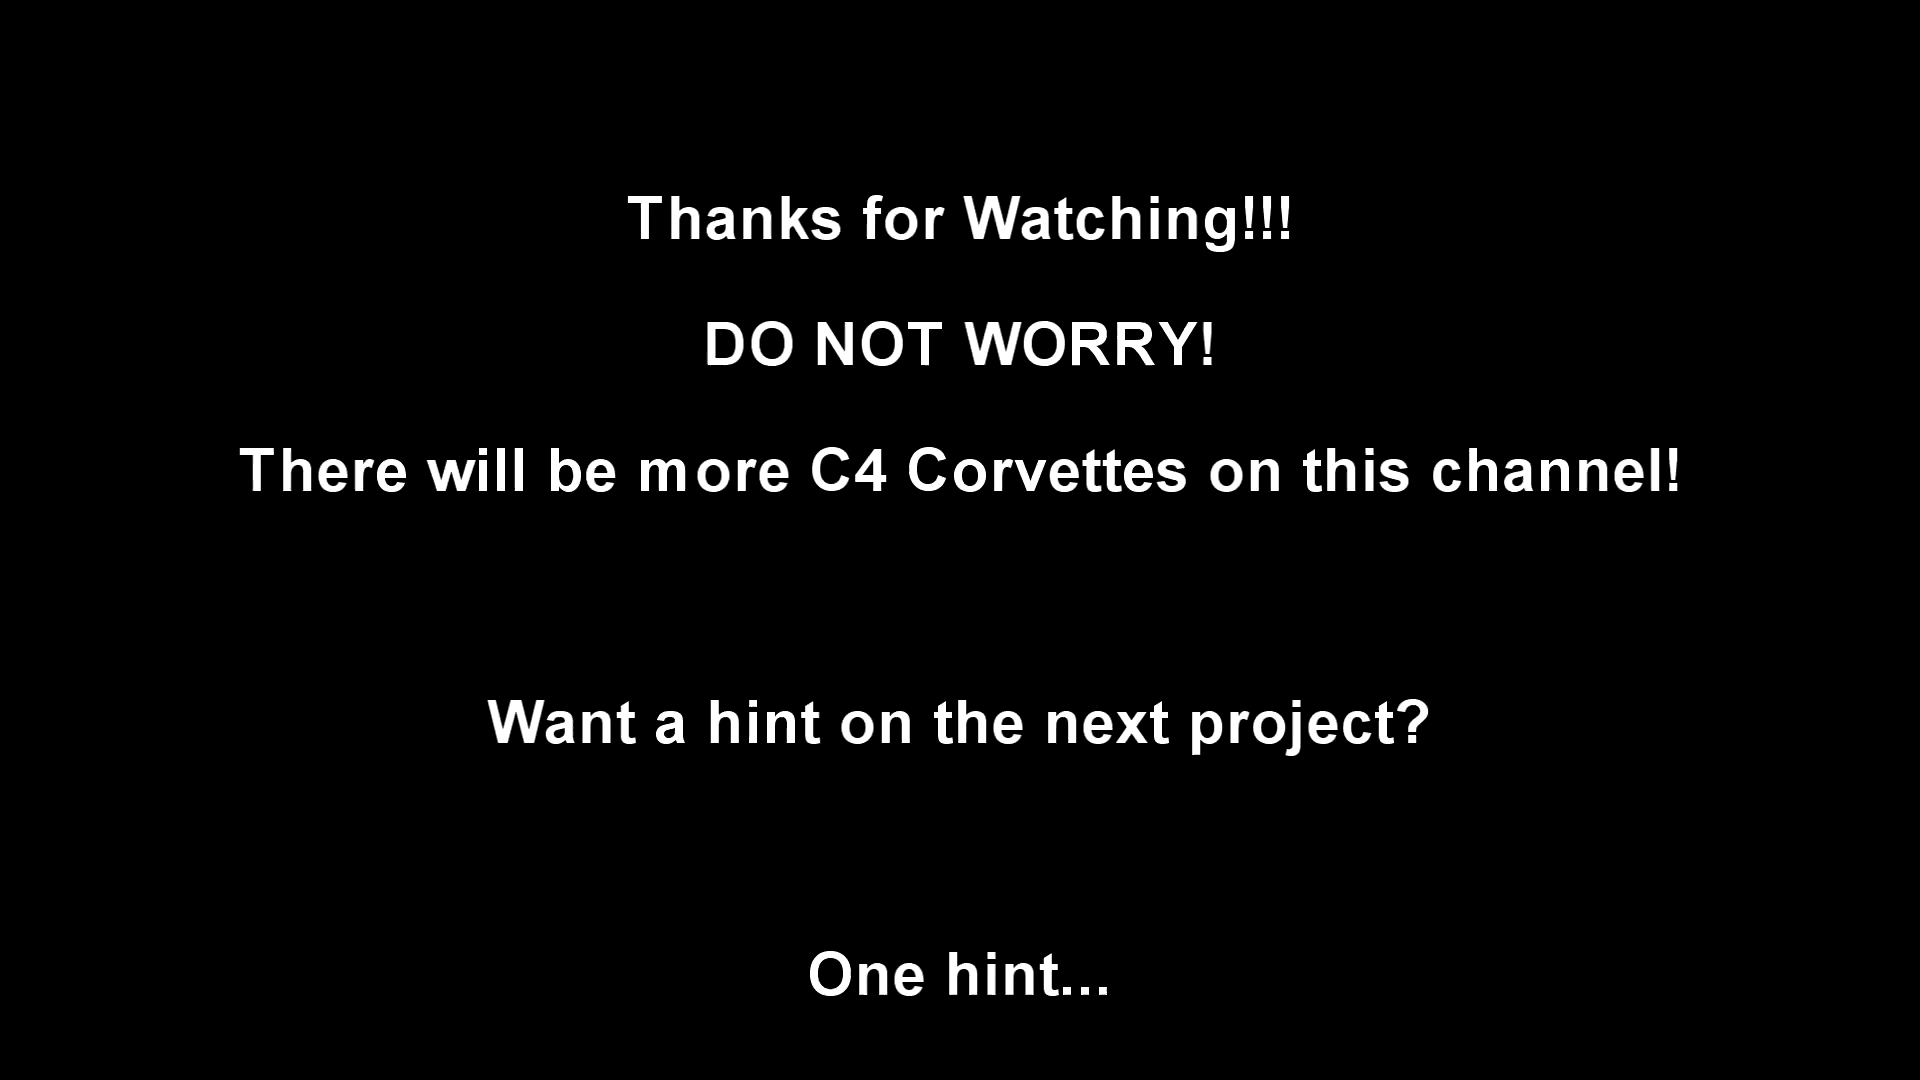 Thanks for Watching!!!
DO NOT WORRY!
There will be more C4 Corvettes on this channel!
Want a hint on the next project?
One hint...